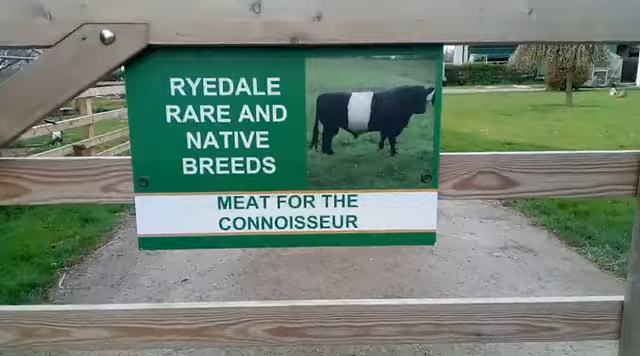 RYEDALE
RARE AND
NATIVE
BREEDS
MEAT FOR THE
CONNOISSEUR